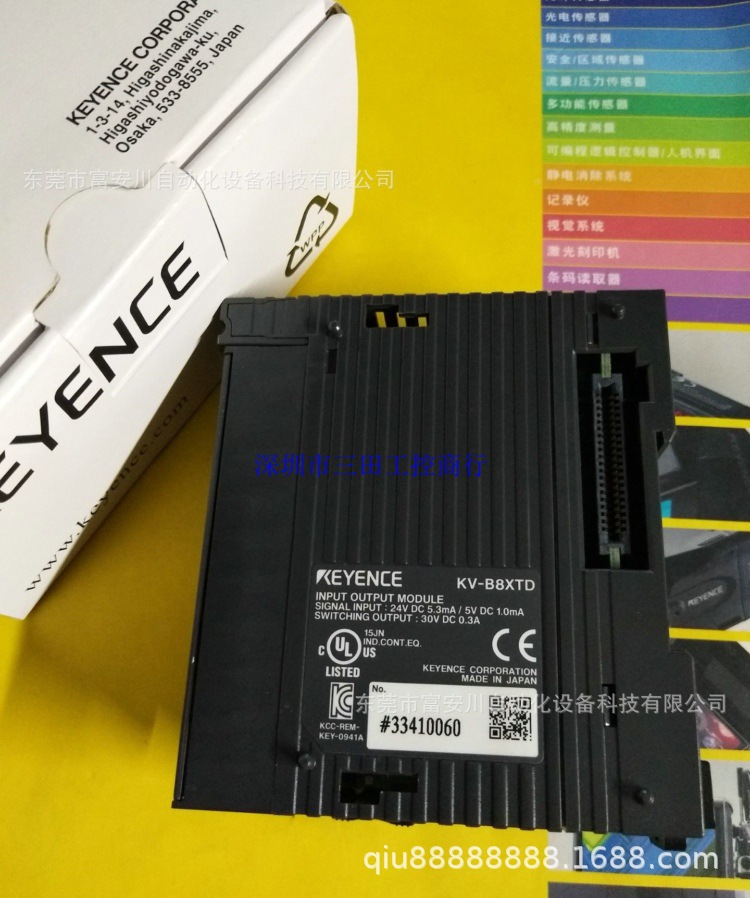 KEYENCE CORPORA
1-3-14, Higashinakajima,
Higashiyodogawa-ku,
Osaka, 533-8555, Japan
东莞市富安川自动化设备科技有限公司
WPP
KEYENCE
www.keyence.com
光电传感器
接近传感器
安全/区域传感器
流量/压力传感器
多功能传感器
高精度测量
可编程逻辑控制器/人机界面
静电消除系统
记录仪
视觉系统
激光刻印机
条码读取器
深圳市三田工控商行
KEYENCE
KEYENCE KV-B8XTD
INPUT OUTPUT MODULE
SIGNAL INPUT : 24V DC 5.3mA / 5V DC 1.0mA
SWITCHING OUTPUT : 30V DC 0.3A
15JN
IND.CONT.EQ.
C UL US
LISTED
CE
KEYENCE CORPORATION
MADE IN JAPAN
KCC-REM-
KEY-0941A
No.
#33410060
东莞市富安川自动化设备科技有限公司
qiu88888888.1688.com